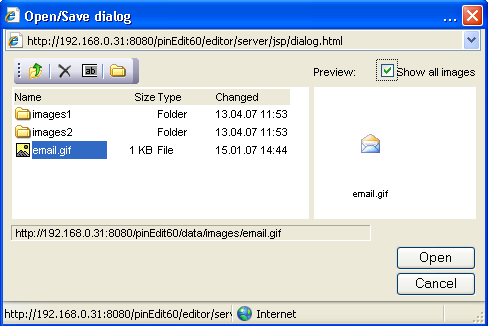 Open/Save dialog
http://192.168.0.31:8080/pinEdit60/editor/server/jsp/dialog.html
ab
Preview: Show all images
Name Size Type Changed
images1 Folder 13.04.07 11:53
images2 Folder 13.04.07 11:53
email.gif 1 KB File 15.01.07 14:44
email.gif
http://192.168.0.31:8080/pinEdit60/data/images/email.gif
Open
Cancel
http://192.168.0.31:8080/pinEdit60/editor/serv Internet